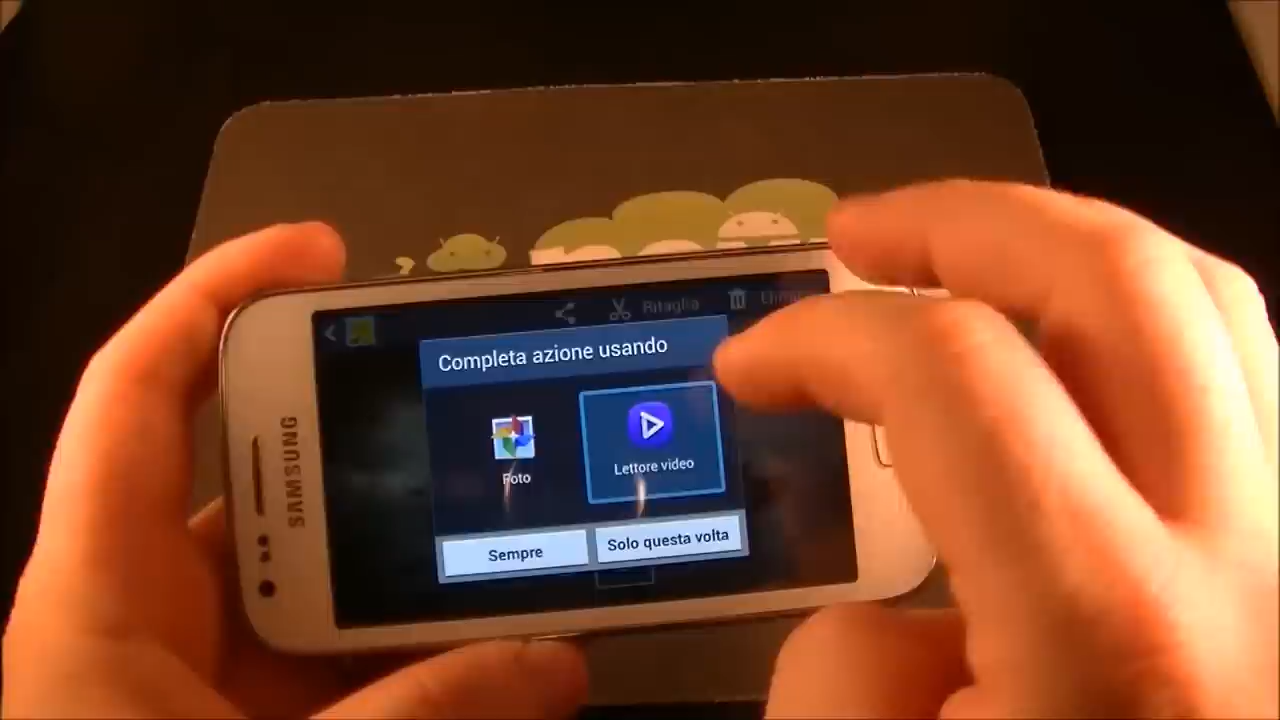 SAMSUNG
Ritaglia
Completa azione usando
Foto
Lettore video
Sempre
Solo questa volta